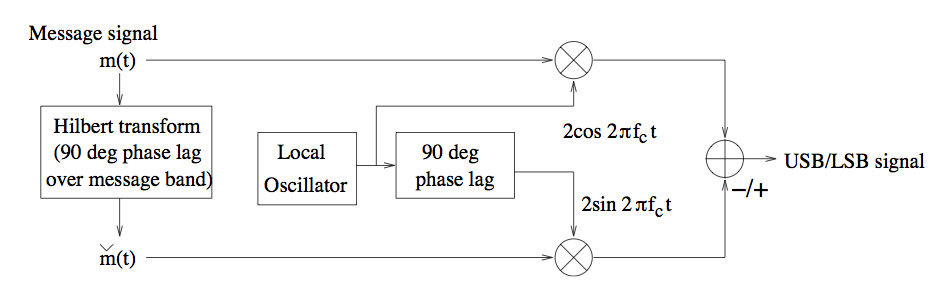 Message signal
m(t)
Hilbert transform
(90 deg phase lag
over message band)
m̌(t)
Local
Oscillator
90 deg
phase lag
2cos 2πf_c t
2sin 2πf_c t
−/+
USB/LSB signal